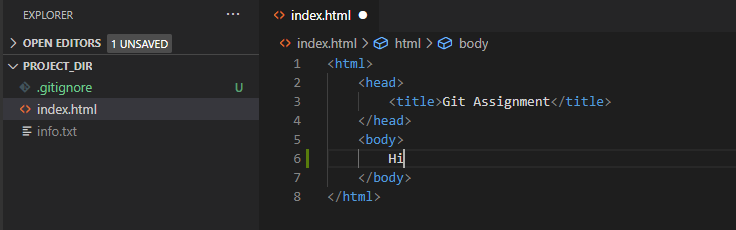 EXPLORER ...
OPEN EDITORS 1 UNSAVED
PROJECT_DIR
.gitignore U
<> index.html
info.txt
<> index.html ●
<> index.html > html > body
1 <html>
2 <head>
3 <title>Git Assignment</title>
4 </head>
5 <body>
6 Hi
7 </body>
8 </html>